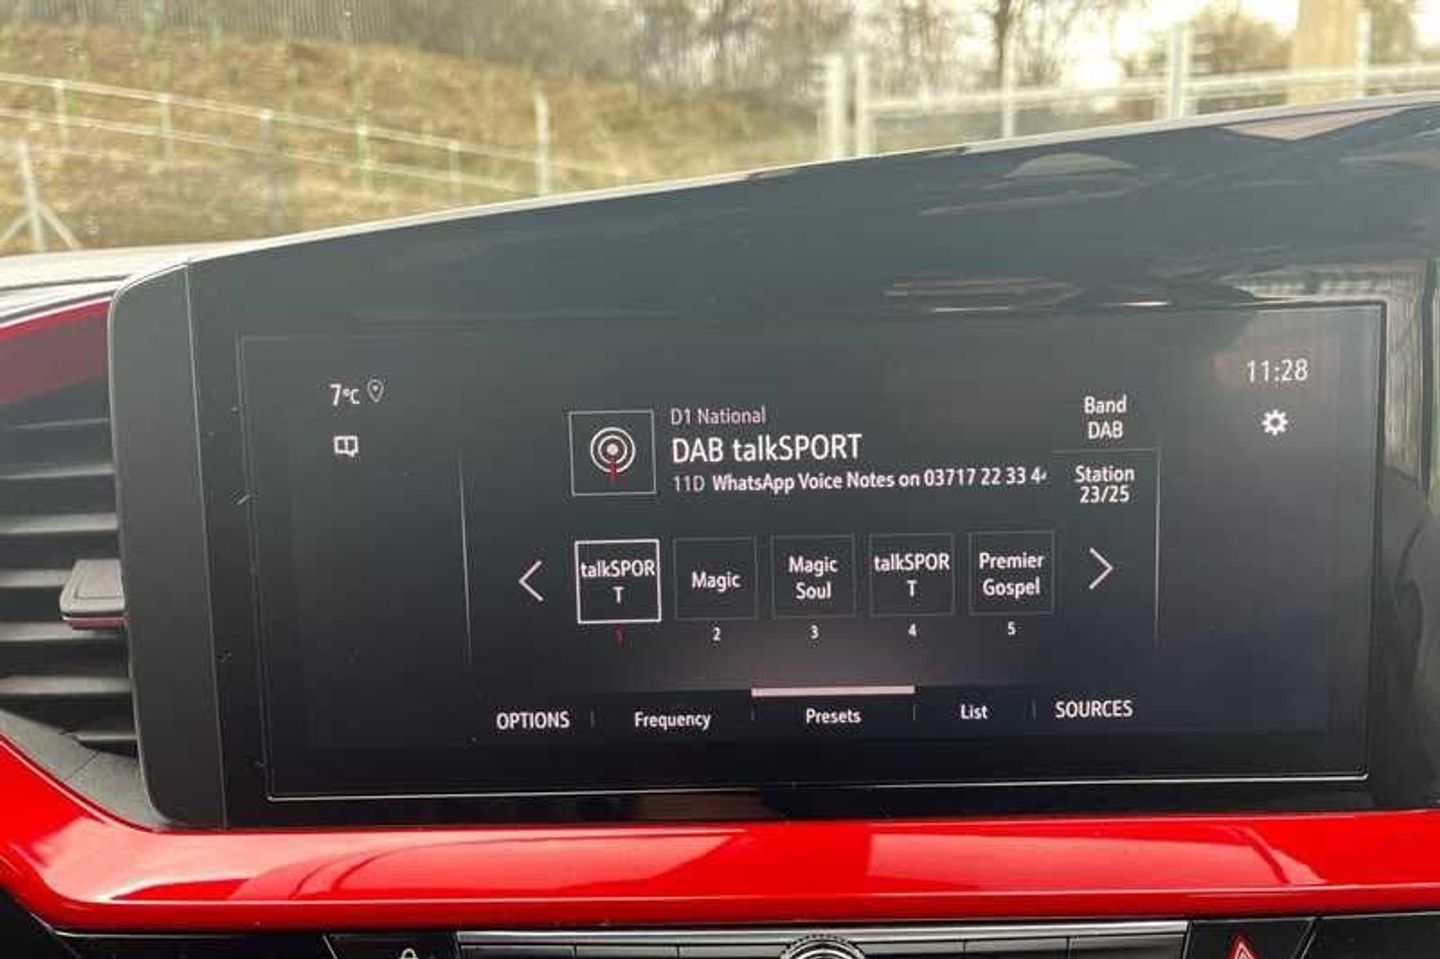 7°C
11:28
D1 National
DAB talkSPORT
11D WhatsApp Voice Notes on 03717 22 33 4
Band
DAB
Station
23/25
talkSPOR
T
Magic
Magic
Soul
talkSPOR
T
Premier
Gospel
1
2
3
4
5
OPTIONS
Frequency
Presets
List
SOURCES